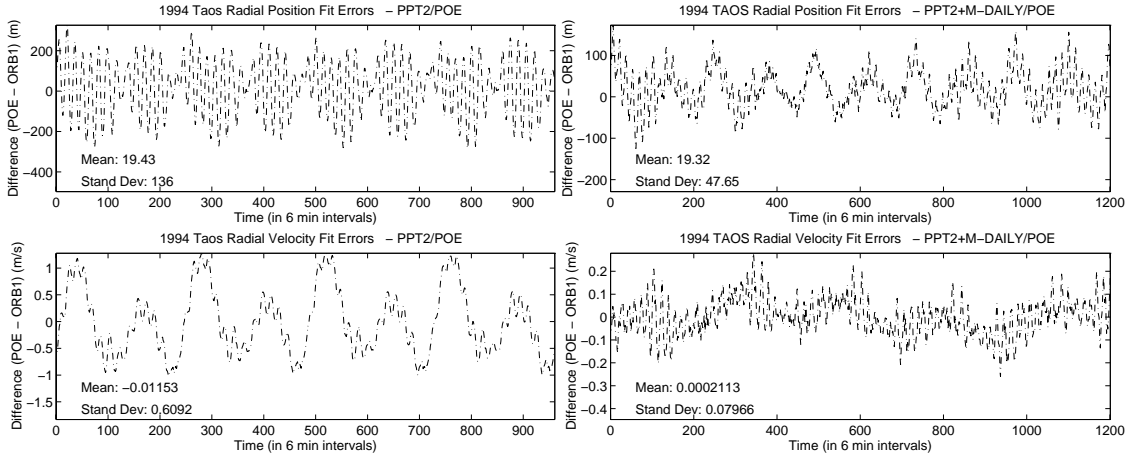 1994 Taos Radial Position Fit Errors – PPT2/POE
Difference (POE – ORB1) (m)
200
0
−200
−400
Mean: 19.43
Stand Dev: 136
0 100 200 300 400 500 600 700 800 900
Time (in 6 min intervals)
1994 TAOS Radial Position Fit Errors – PPT2+M–DAILY/POE
Difference (POE – ORB1) (m)
100
0
−100
−200
Mean: 19.32
Stand Dev: 47.65
0 200 400 600 800 1000 1200
Time (in 6 min intervals)
1994 Taos Radial Velocity Fit Errors – PPT2/POE
Difference (POE – ORB1) (m/s)
1
0.5
0
−0.5
−1
−1.5
Mean: −0.01153
Stand Dev: 0.6092
0 100 200 300 400 500 600 700 800 900
Time (in 6 min intervals)
1994 TAOS Radial Velocity Fit Errors – PPT2+M–DAILY/POE
Difference (POE – ORB1) (m/s)
0.2
0.1
0
−0.1
−0.2
−0.3
−0.4
Mean: 0.0002113
Stand Dev: 0.07966
0 200 400 600 800 1000 1200
Time (in 6 min intervals)